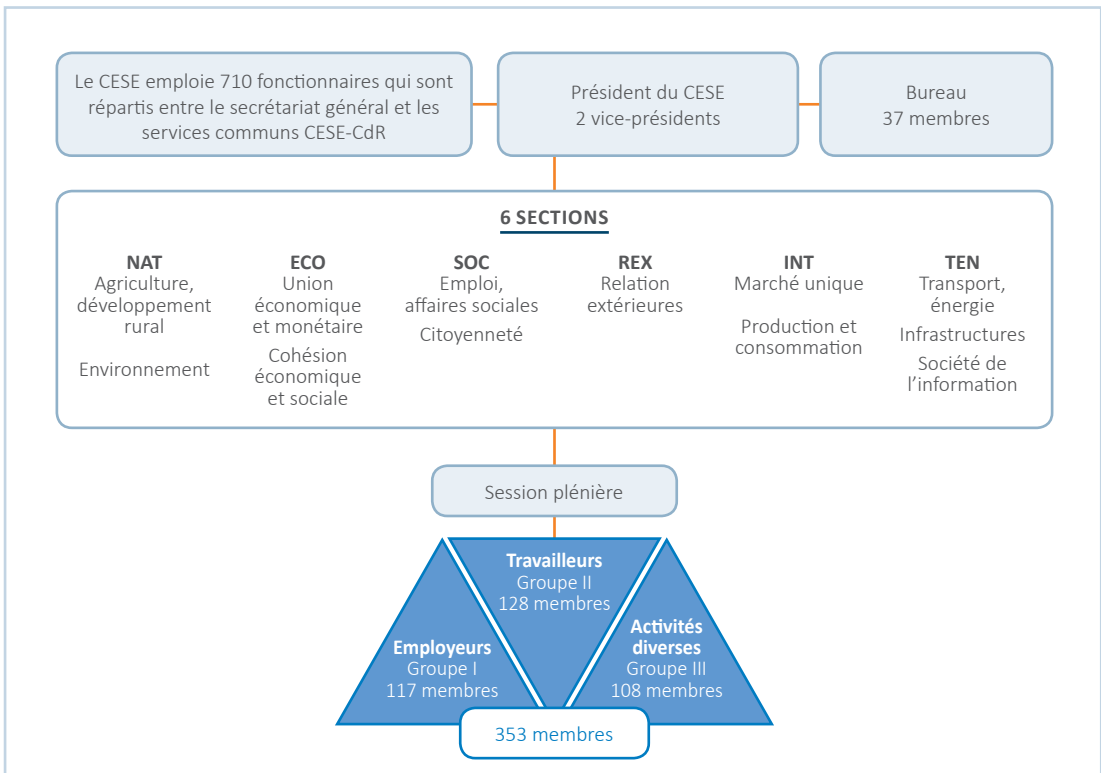 Le CESE emploie 710 fonctionnaires qui sont
répartis entre le secrétariat général et les
services communs CESE-CdR
Président du CESE
2 vice-présidents
Bureau
37 membres
6 SECTIONS
NAT
Agriculture,
développement
rural
Environnement
ECO
Union
économique
et monétaire
Cohésion
économique
et sociale
SOC
Emploi,
affaires sociales
Citoyenneté
REX
Relation
extérieures
INT
Marché unique
Production et
consommation
TEN
Transport,
énergie
Infrastructures
Société de
l’information
Session plénière
Employeurs
Groupe I
117 membres
Travailleurs
Groupe II
128 membres
Activités
diverses
Groupe III
108 membres
353 membres